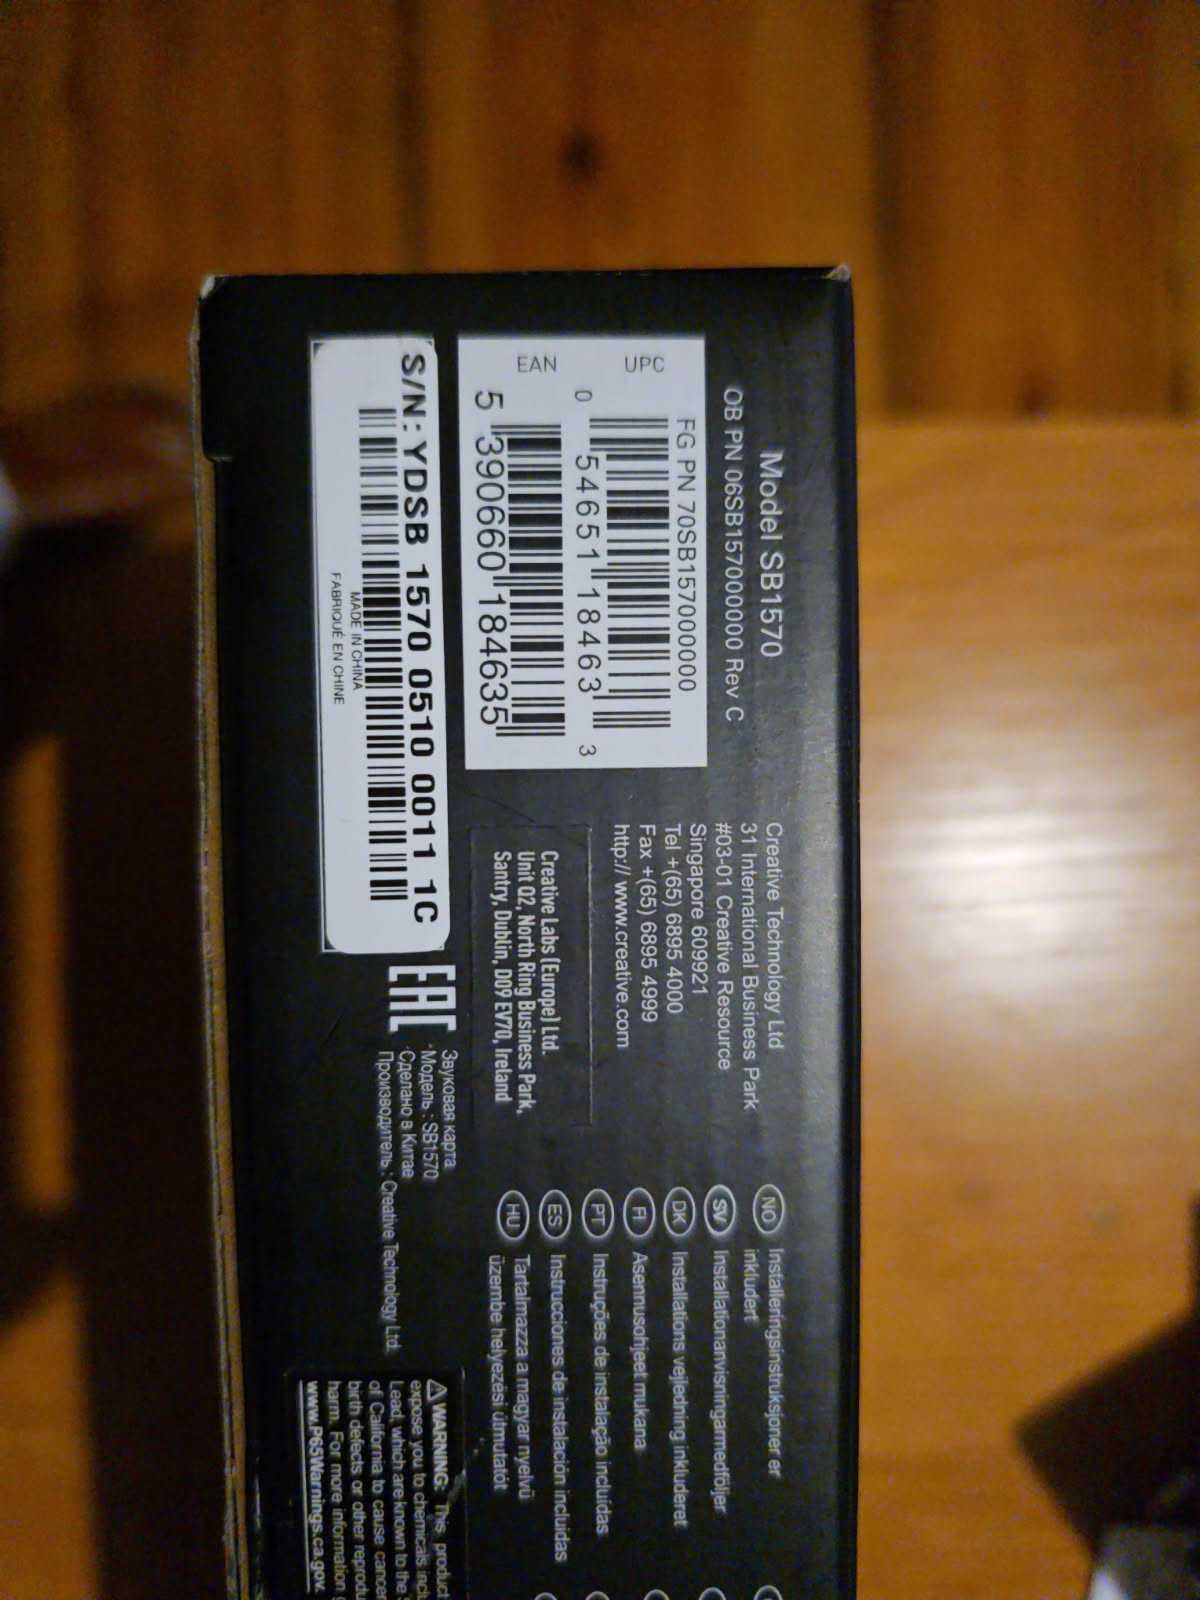 Model SB1570
OB PN 06SB157000000 Rev C
FG PN 70SB157000000
UPC
0 54651 18463 3
EAN
5 390660 184635
S/N: YDSB 1570 0510 0011 1C
MADE IN CHINA
FABRIQUÉ EN CHINE
Creative Technology Ltd
31 International Business Park
#03-01 Creative Resource
Singapore 609921
Tel +(65) 6895 4000
Fax +(65) 6895 4999
http:// www.creative.com
Creative Labs (Europe) Ltd.
Unit Q2, North Ring Business Park,
Santry, Dublin, D09 EV70, Ireland
EAC
Звуковая карта
·Модель : SB1570
·Сделано в Китае
Производитель : Creative Technology Ltd.
NO Installeringsinstruksjoner er
inkludert
SV Installationanvisningarmedföljer
DK Installations vejledning inkluderet
FI Asennusohjeet mukana
PT Instruções de instalação incluídas
ES Instrucciones de instalación incluidas
HU Tartalmazza a magyar nyelvű
üzembe helyezési útmutatót
⚠WARNING: This product
expose you to chemicals incl
Lead, which are known to the S
of California to cause cancer
birth defects or other reprodu
harm. For more information g
www.P65Warnings.ca.gov.